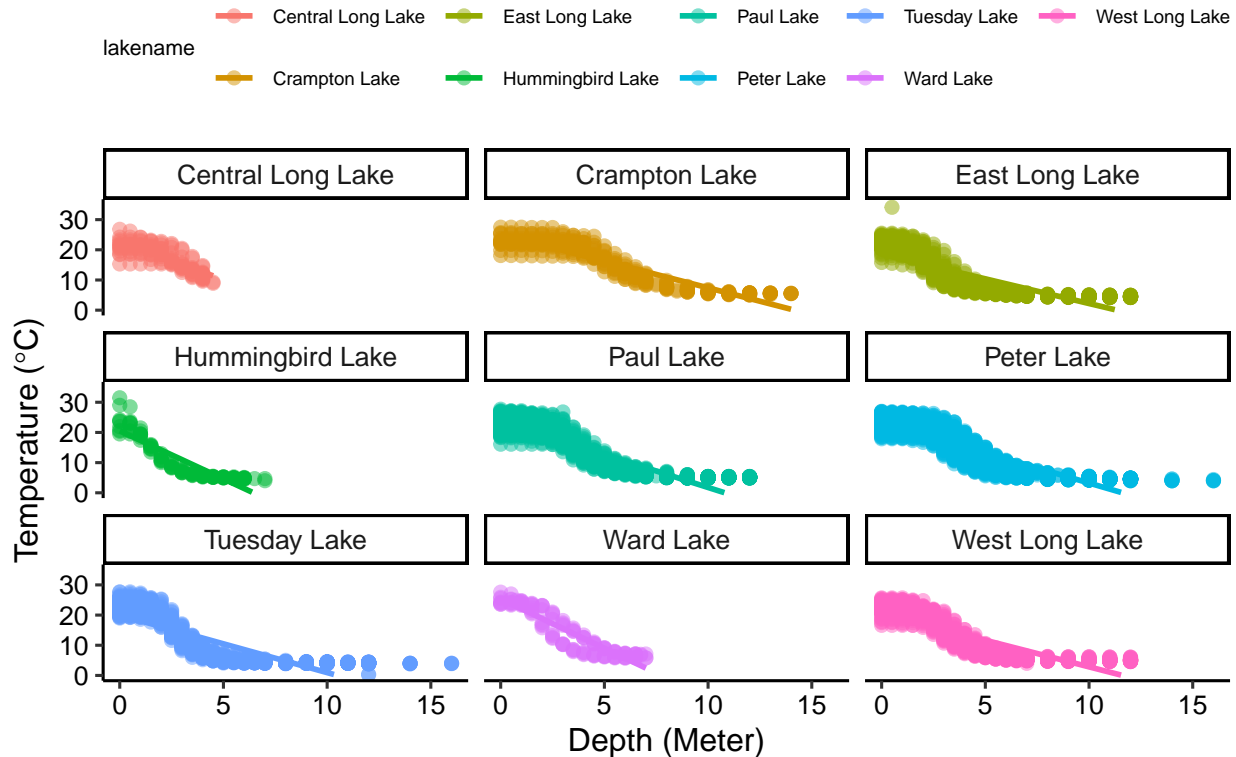 Central Long Lake East Long Lake Paul Lake Tuesday Lake West Long Lake
lakename
Crampton Lake Hummingbird Lake Peter Lake Ward Lake
Central Long Lake Crampton Lake East Long Lake
30
20
10
0
Hummingbird Lake Paul Lake Peter Lake
30
20
10
0
Tuesday Lake Ward Lake West Long Lake
30
20
10
0
0 5 10 15 0 5 10 15 0 5 10 15
Temperature (°C)
Depth (Meter)